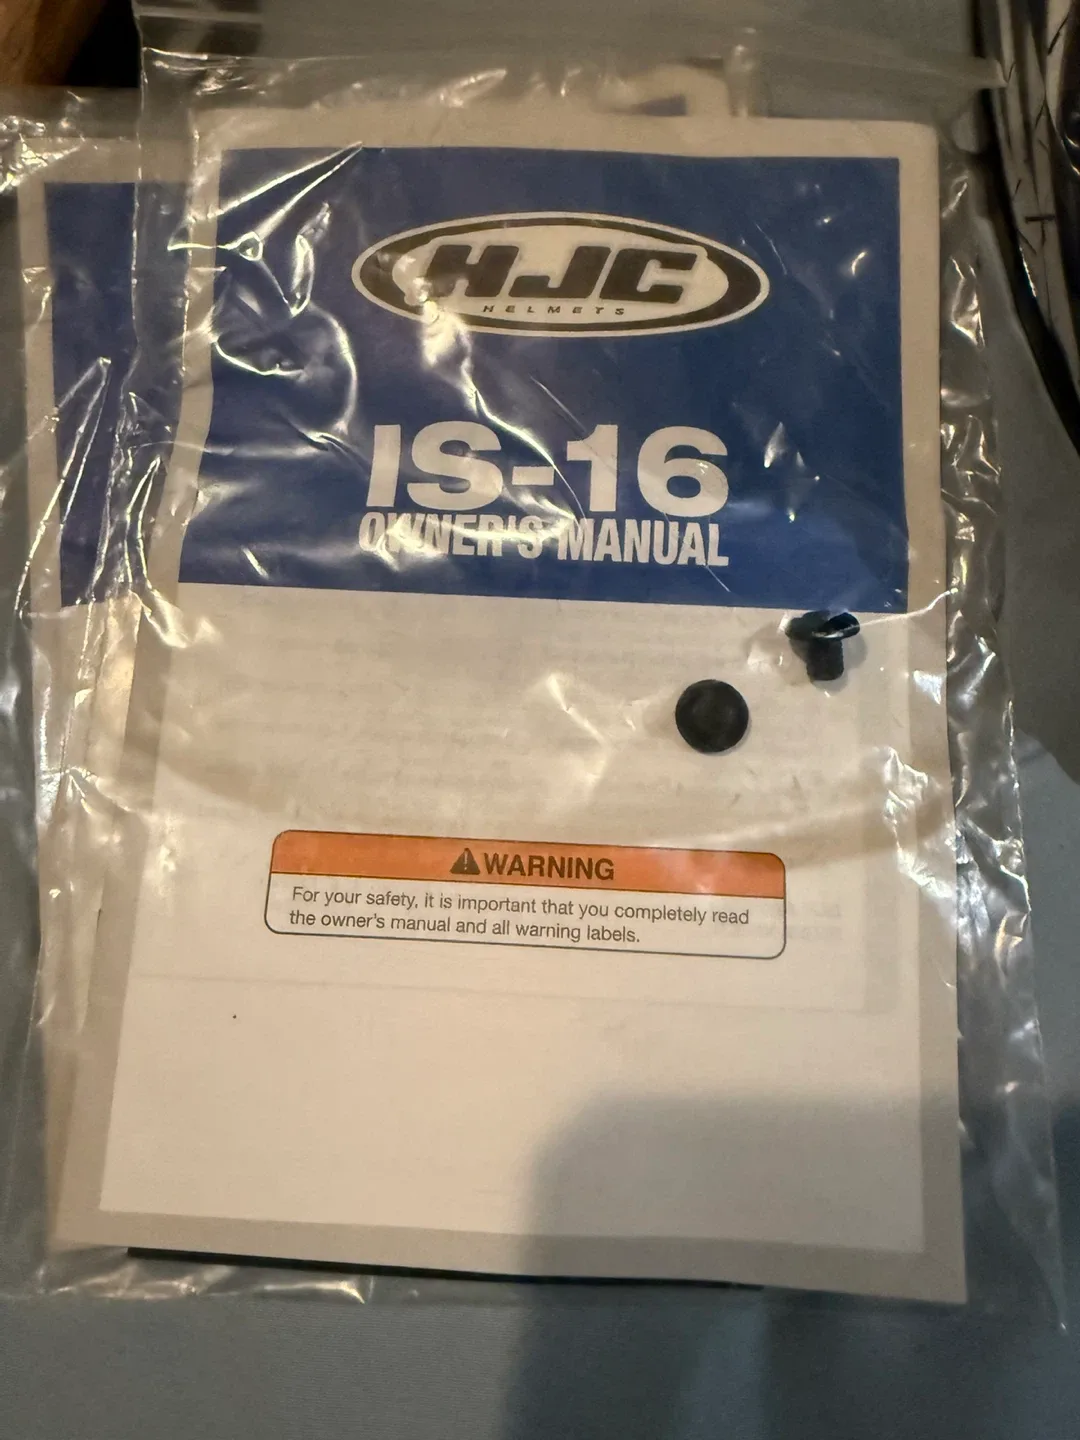 HJC
HELMETS
IS-16
OWNER'S MANUAL
WARNING
For your safety, it is important that you completely read
the owner's manual and all warning labels.